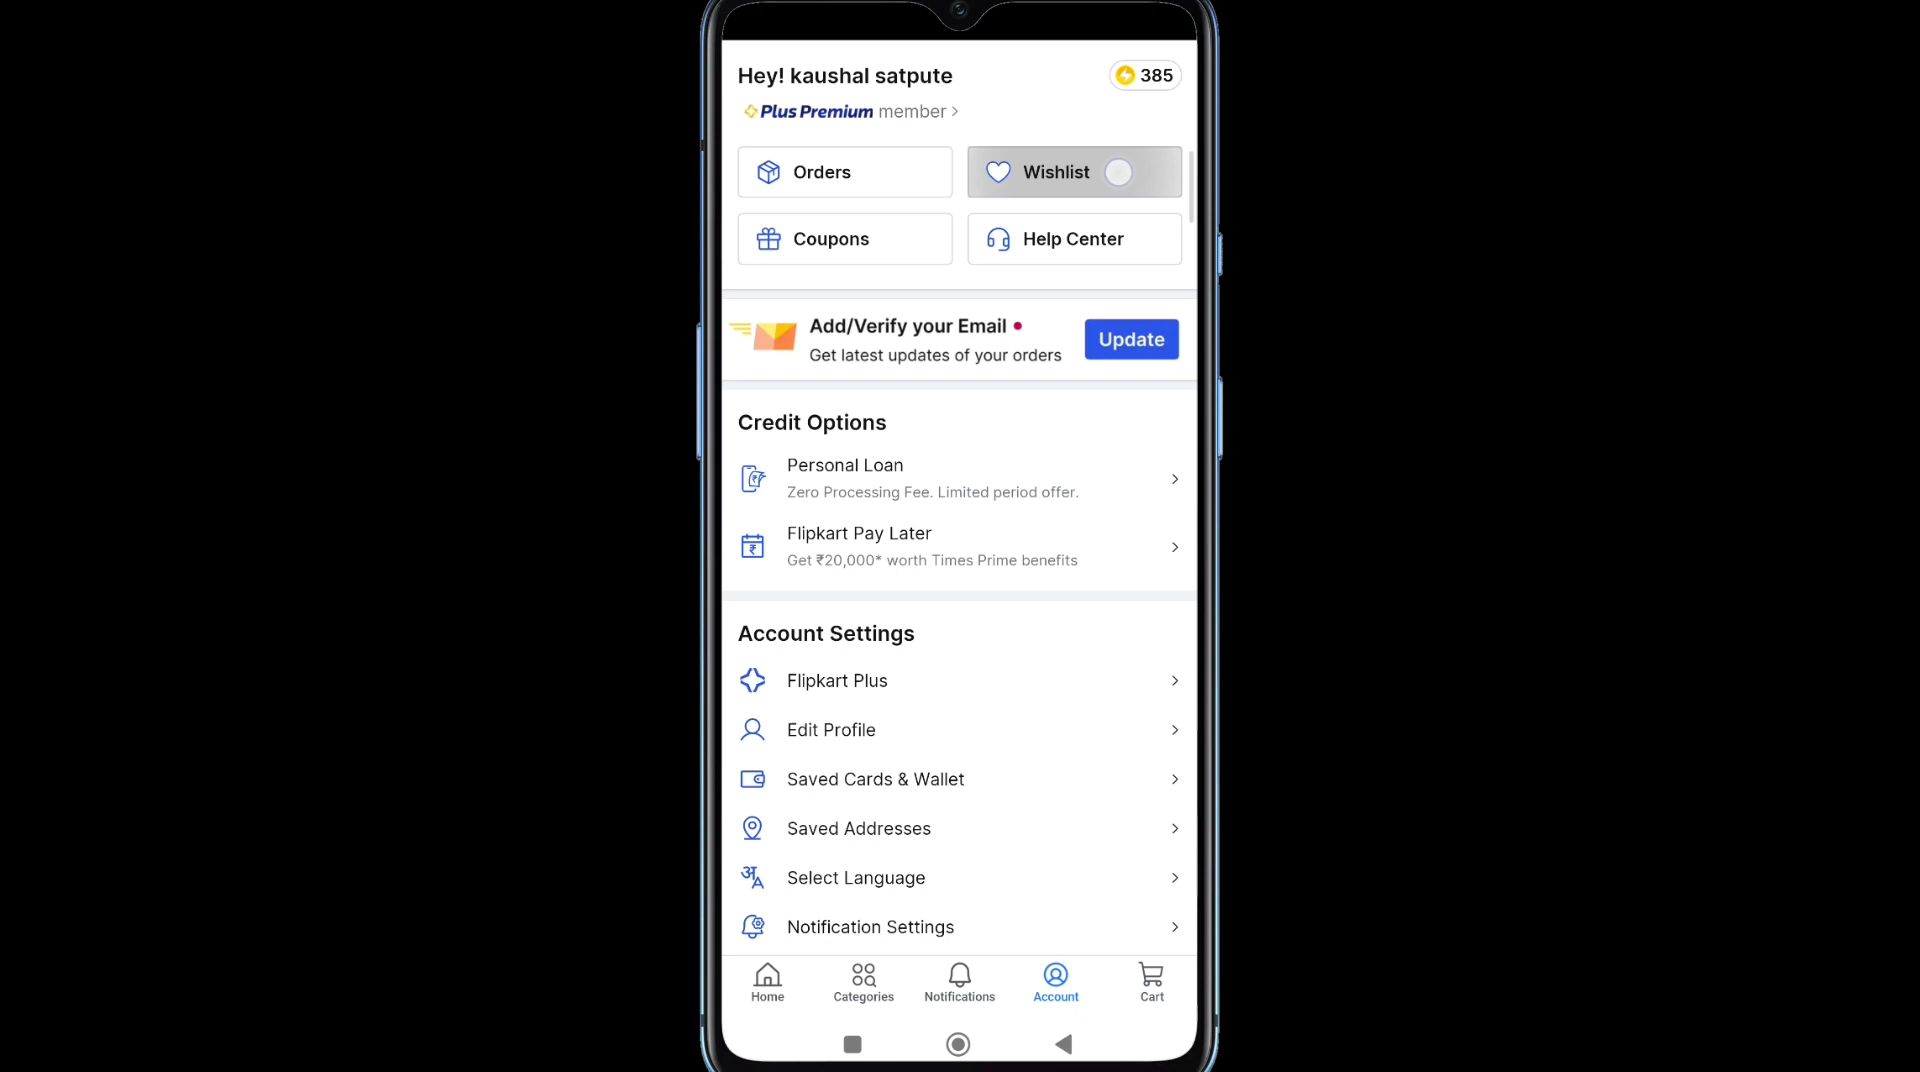 Hey! kaushal satpute
385
Plus Premium member
Orders
Wishlist
Coupons
Help Center
Add/Verify your Email
Get latest updates of your orders
Update
Credit Options
Personal Loan
Zero Processing Fee. Limited period offer.
Flipkart Pay Later
Get ₹20,000* worth Times Prime benefits
Account Settings
Flipkart Plus
Edit Profile
Saved Cards & Wallet
Saved Addresses
Select Language
Notification Settings
Home
Categories
Notifications
Account
Cart